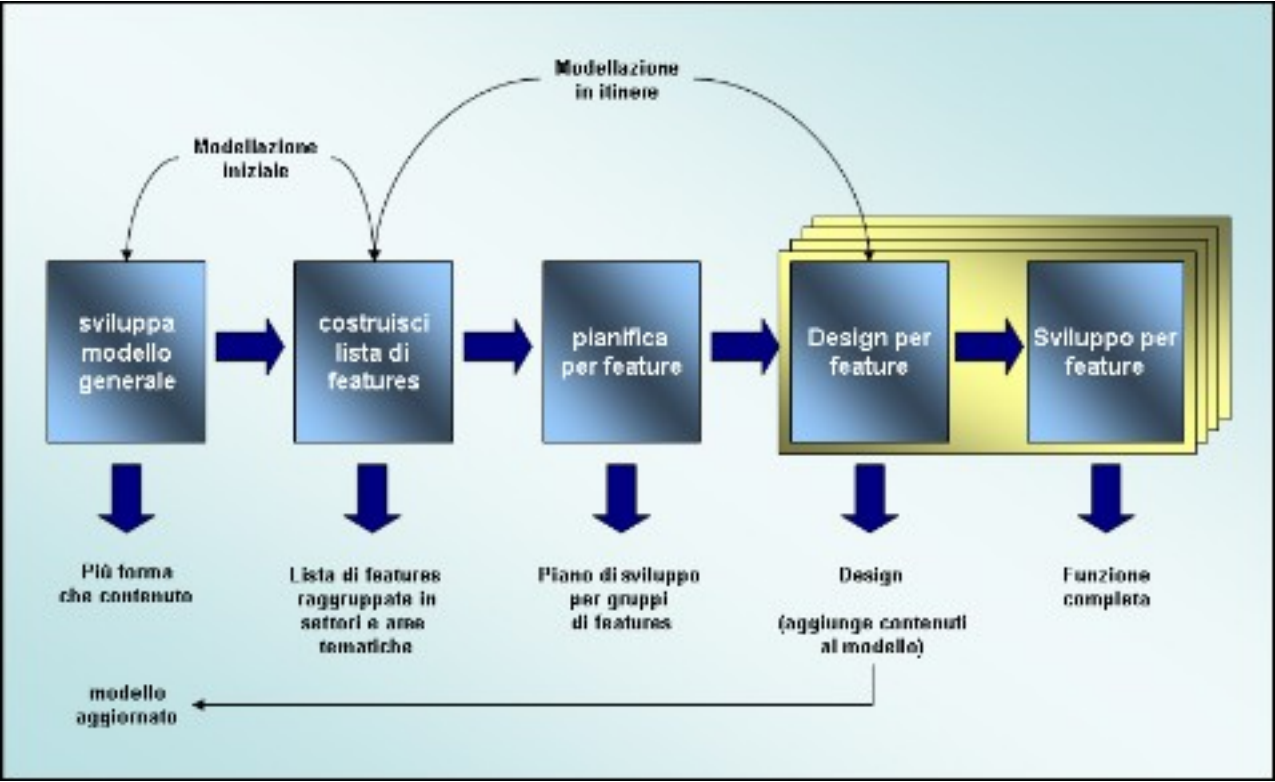 Modellazione
in itinere
Modellazione
iniziale
sviluppa
modello
generale
costruisci
lista di
features
pianifica
per feature
Design per
feature
Sviluppo per
feature
Più forma
che contenuto
Lista di features
raggruppate in
settori e aree
tematiche
Piano di sviluppo
per gruppi
di features
Design
(aggiunge contenuti
al modello)
Funzione
completa
modello
aggiornato